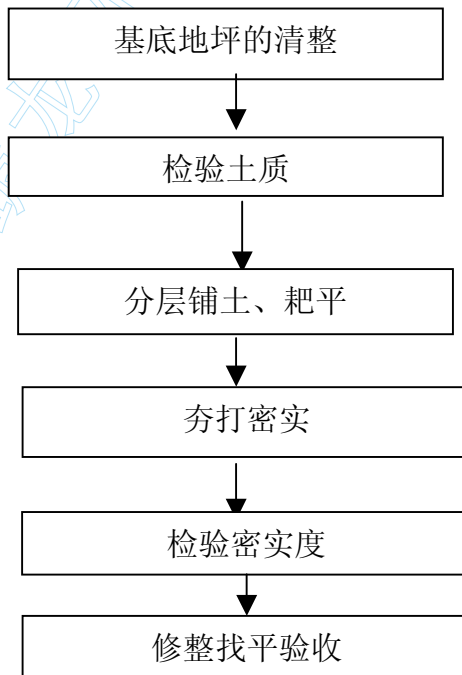 基底地坪的清整
检验土质
分层铺土、耙平
夯打密实
检验密实度
修整找平验收